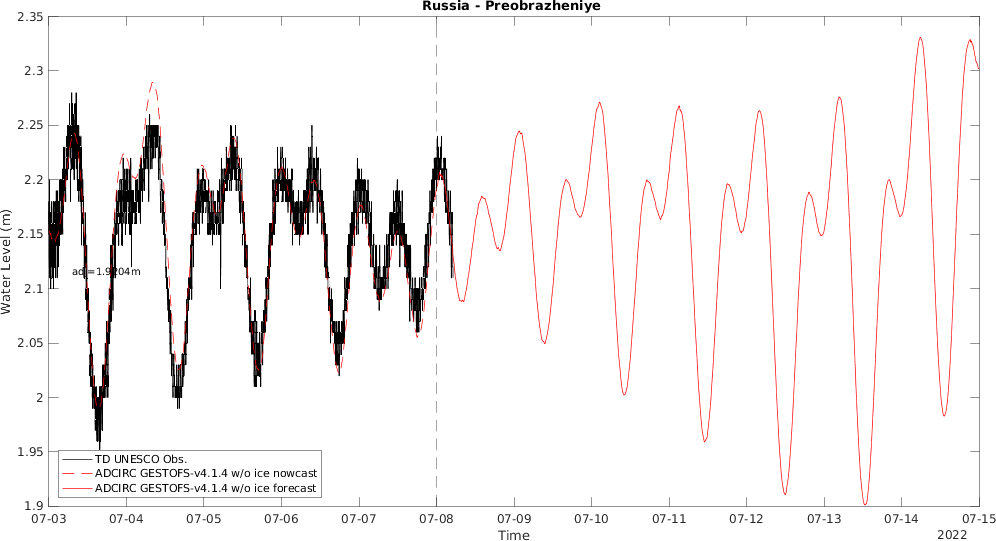 Russia - Preobrazheniye
2.35
2.3
2.25
2.2
2.15
2.1
2.05
2
1.95
1.9
Water Level (m)
adj=1.9204m
TD UNESCO Obs.
ADCIRC GESTOFS-v4.1.4 w/o ice nowcast
ADCIRC GESTOFS-v4.1.4 w/o ice forecast
07-03 07-04 07-05 07-06 07-07 07-08 07-09 07-10 07-11 07-12 07-13 07-14 07-15
Time
2022